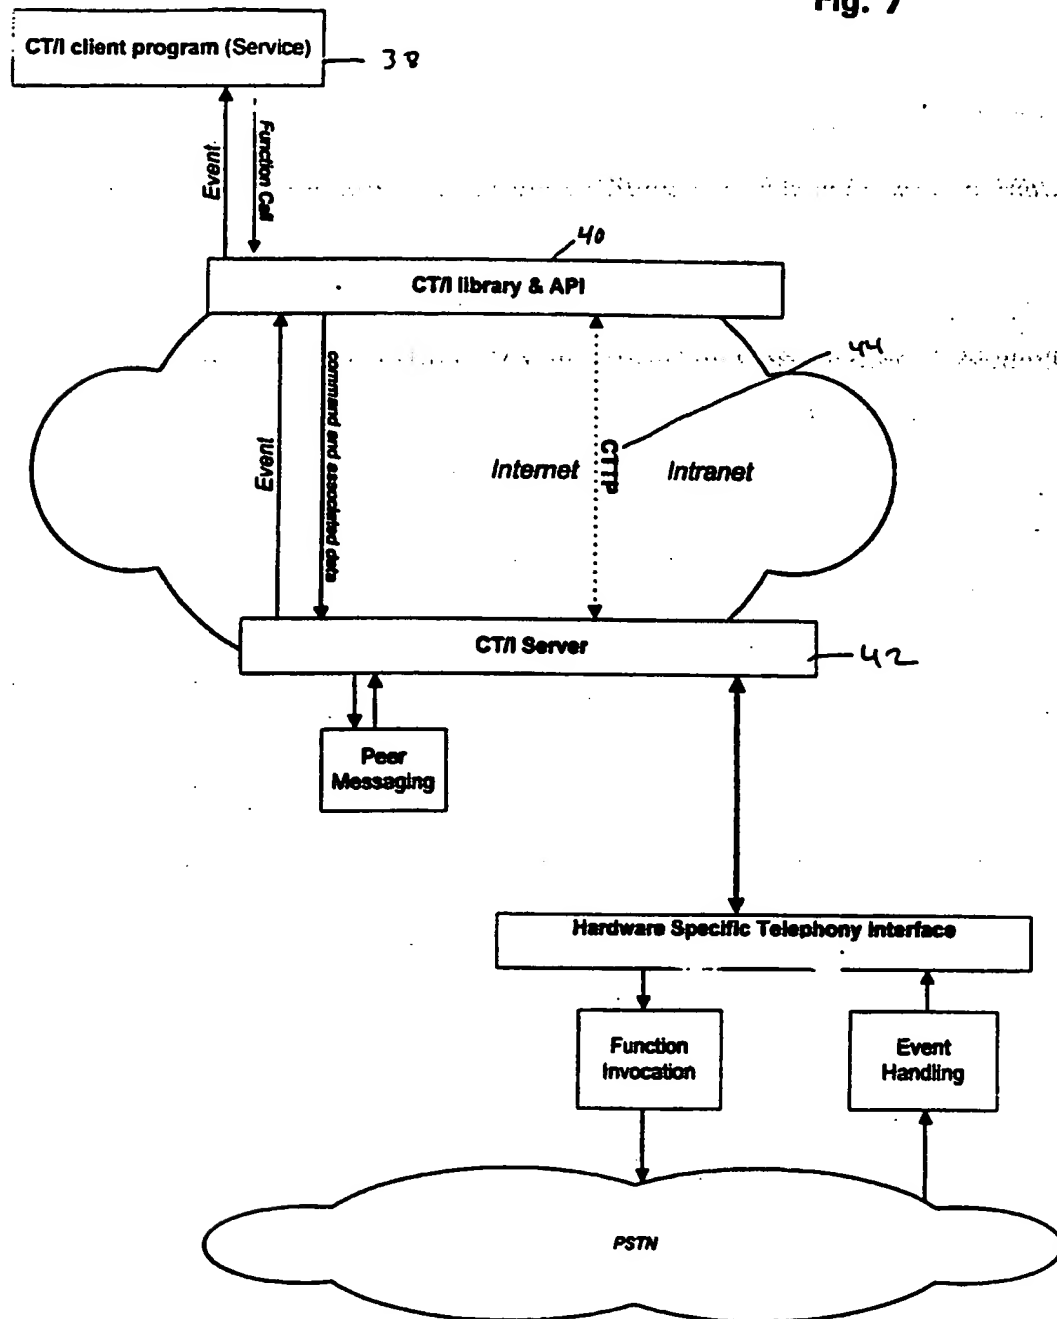 Fig. 7
CT/I client program (Service)
38
Event
Function Call
40
CT/I library & API
44
Event
command and associated data
Internet
CTTP
Intranet
CT/I Server
42
Peer
Messaging
Hardware Specific Telephony Interface
Function
Invocation
Event
Handling
PSTN